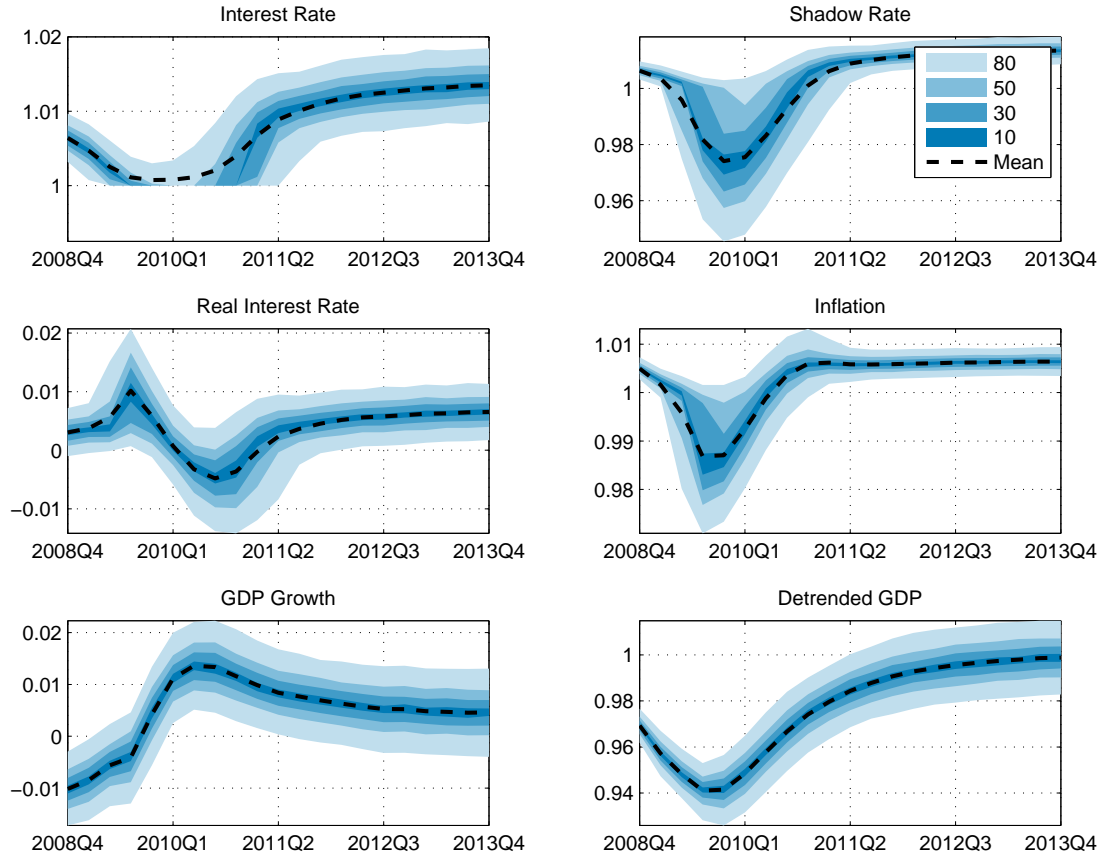 Interest Rate
1.02
1.01
1
2008Q4 2010Q1 2011Q2 2012Q3 2013Q4
Shadow Rate
1
0.98
0.96
80
50
30
10
Mean
2008Q4 2010Q1 2011Q2 2012Q3 2013Q4
Real Interest Rate
0.02
0.01
0
−0.01
2008Q4 2010Q1 2011Q2 2012Q3 2013Q4
Inflation
1.01
1
0.99
0.98
2008Q4 2010Q1 2011Q2 2012Q3 2013Q4
GDP Growth
0.02
0.01
0
−0.01
2008Q4 2010Q1 2011Q2 2012Q3 2013Q4
Detrended GDP
1
0.98
0.96
0.94
2008Q4 2010Q1 2011Q2 2012Q3 2013Q4